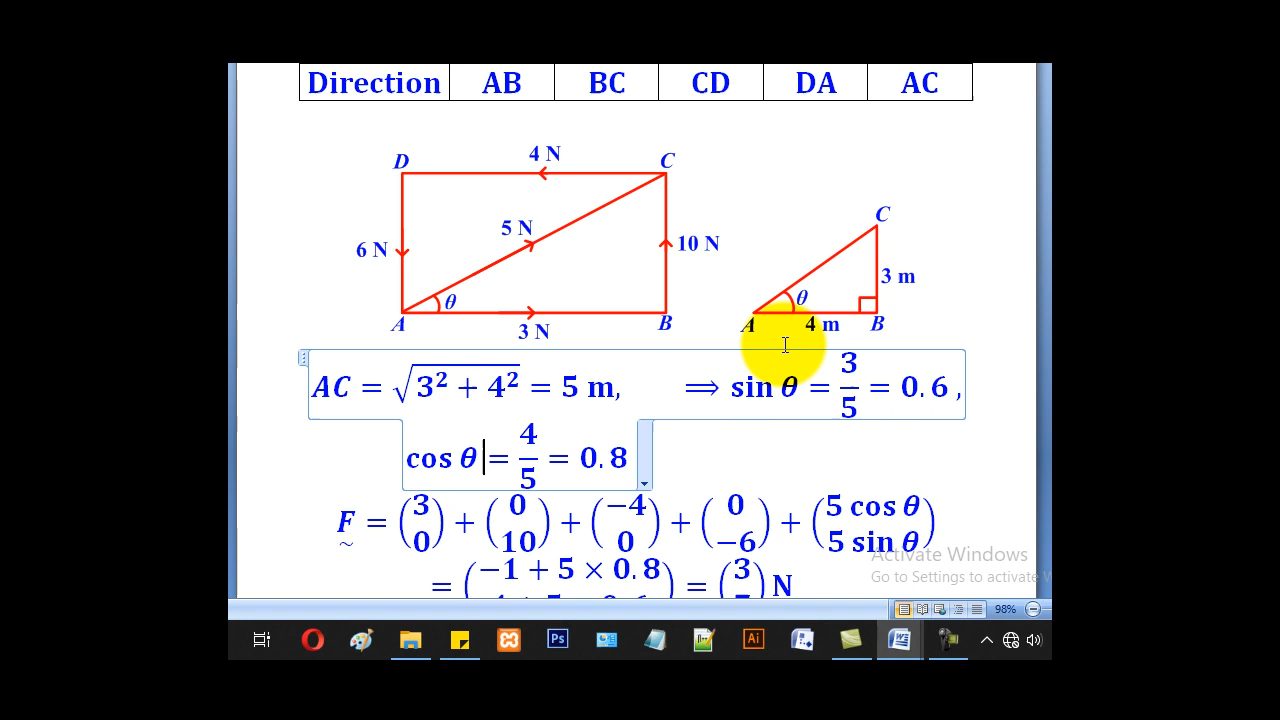 Direction AB BC CD DA AC
D 4 N C
5 N
6 N 10 N
θ
A 3 N B
C
3 m
θ
A 4 m B
AC = √3² + 4² = 5 m, ⟹ sin θ = 3/5 = 0.6,
cos θ = 4/5 = 0.8
F = (3 0) + (0 10) + (−4 0) + (0 −6) + (5 cos θ 5 sin θ)
~
Activate Windows
Go to Settings to activate W
= (−1 + 5 × 0.8
= (3
N
98%
Ps
Ai
W